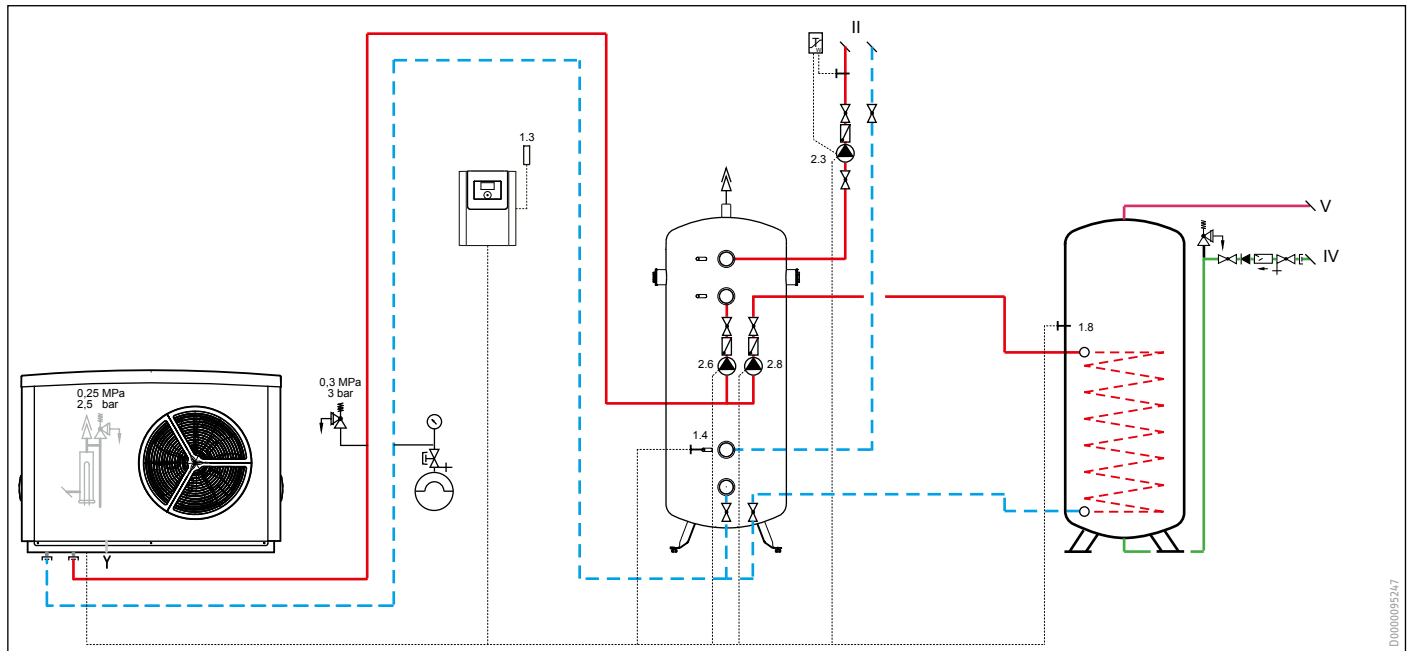 II
T
W
1.3
2.3
V
IV
1.8
2.6
2.8
0,3 MPa
3 bar
0,25 MPa
2,5 bar
1.4
Y
D0000095247